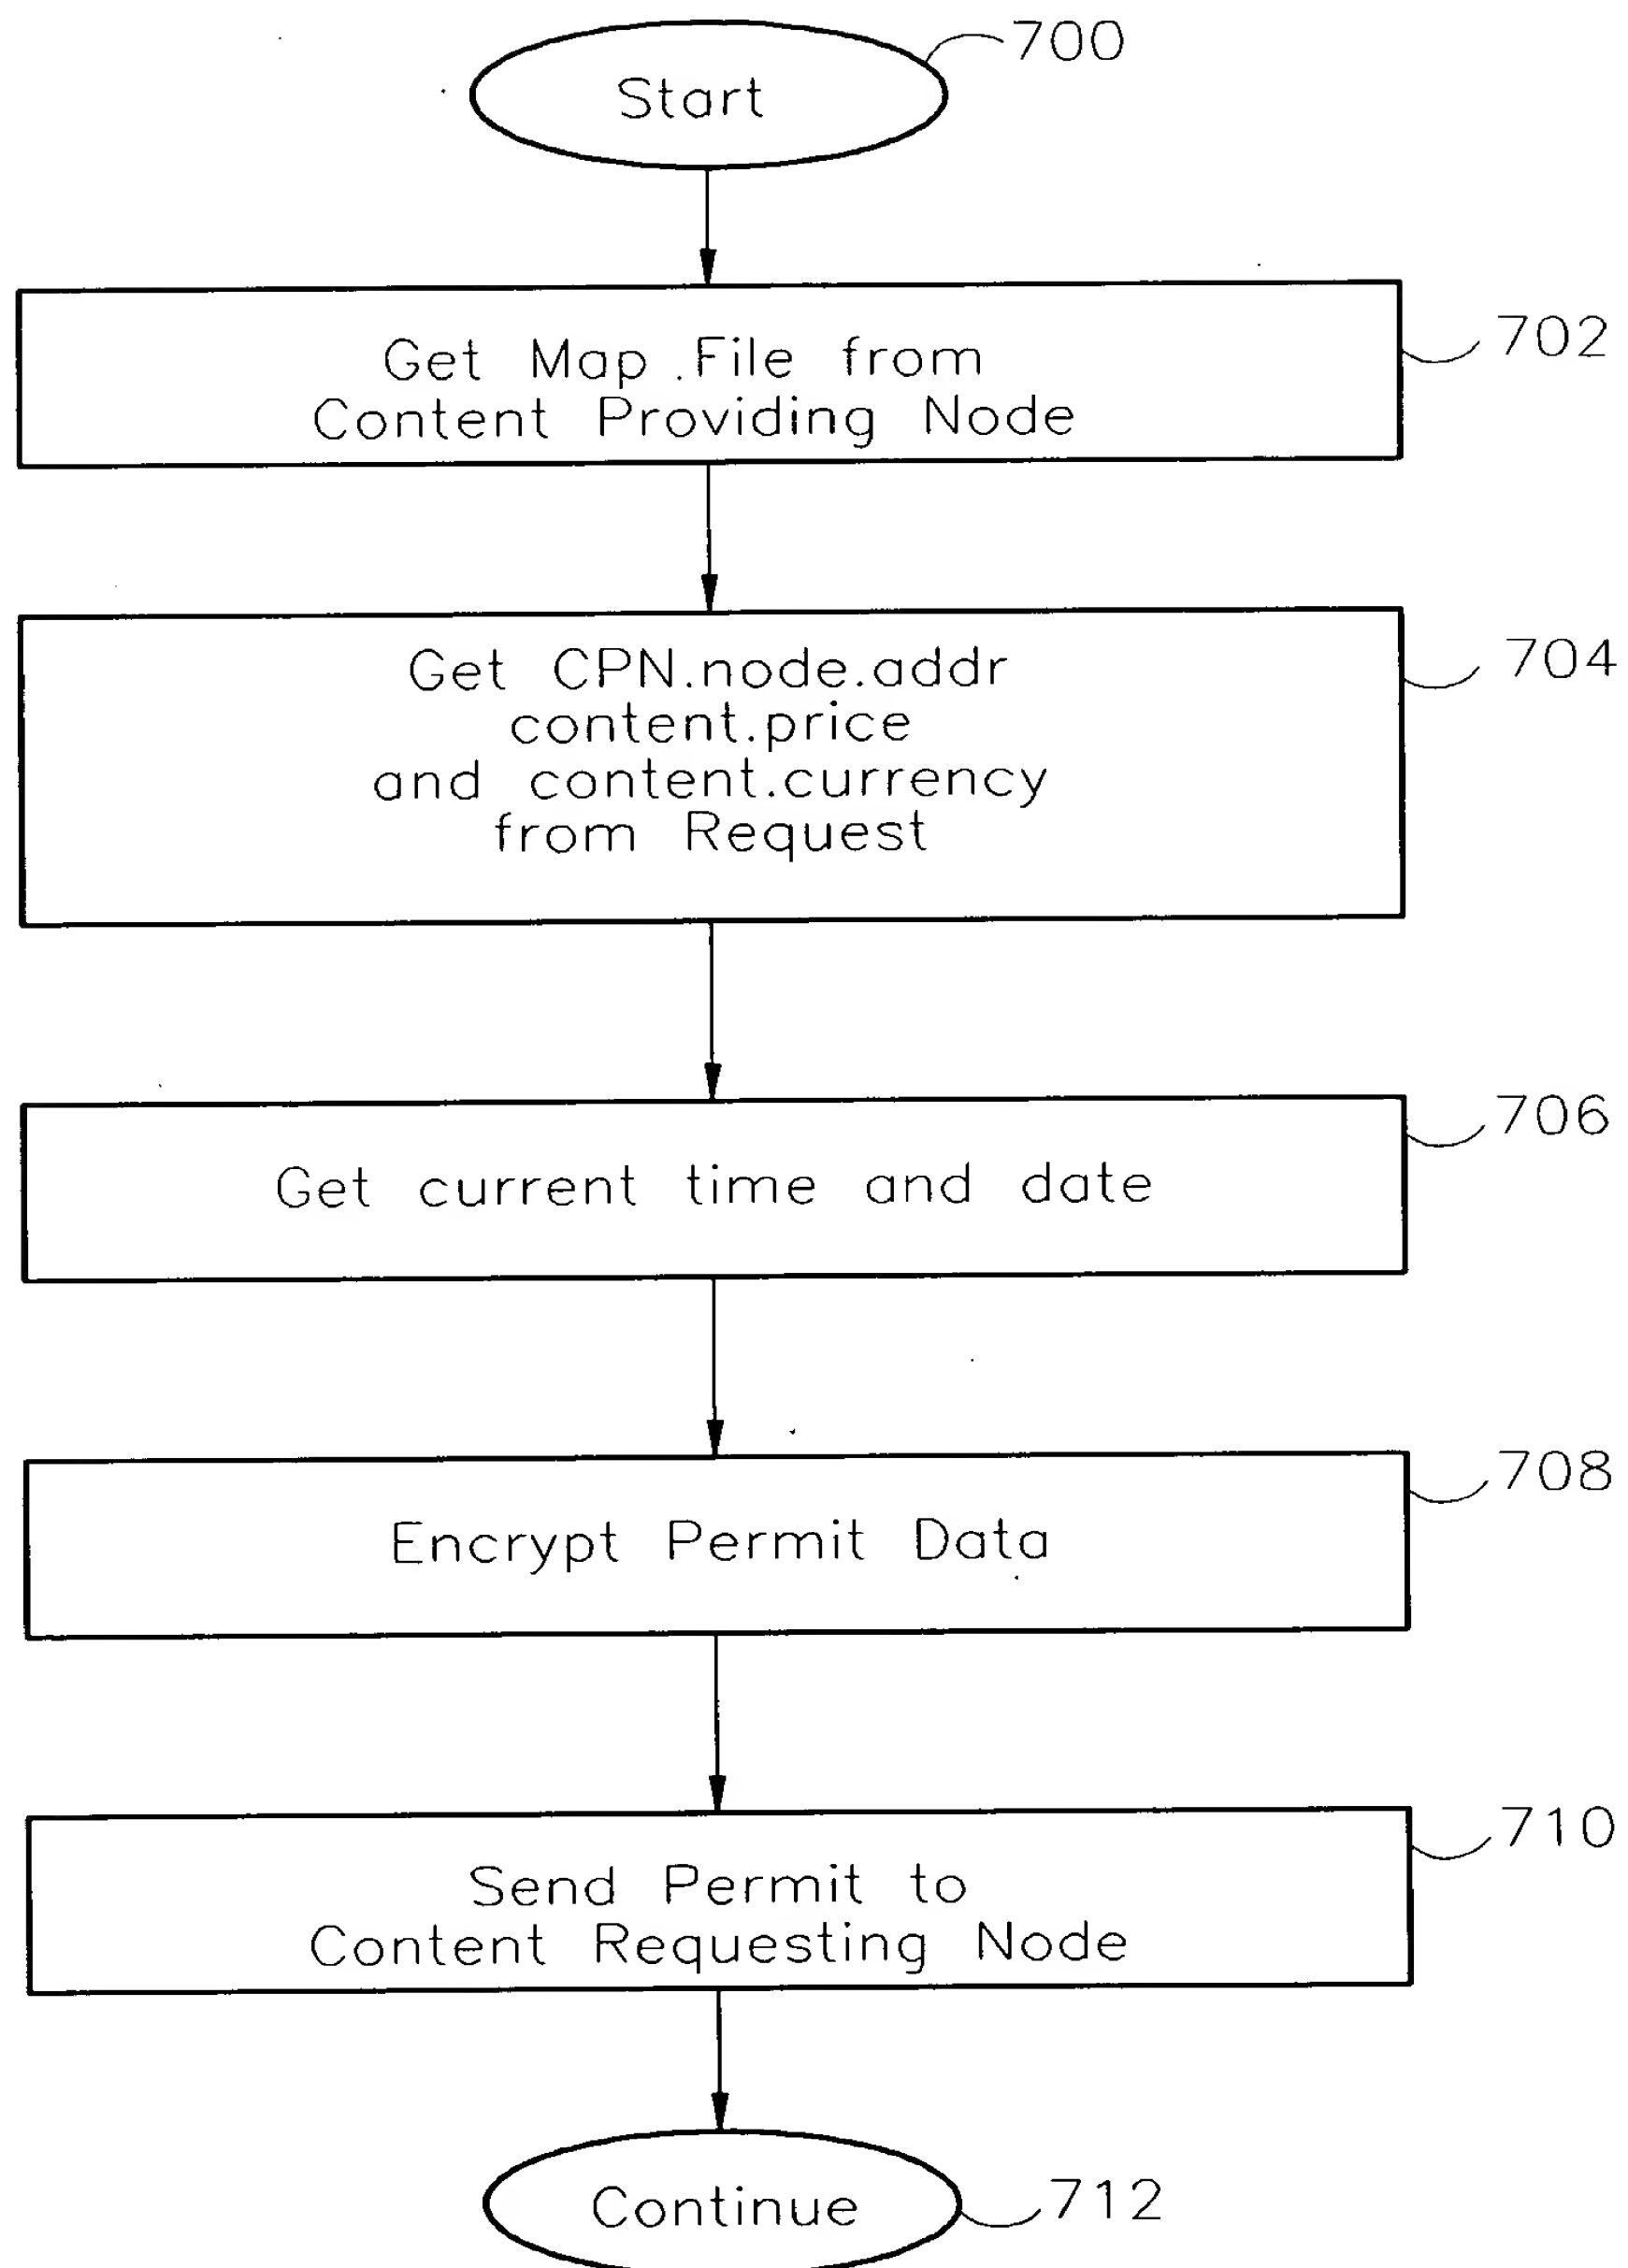 700
Start
702
Get Map .File from
Content Providing Node
704
Get CPN.node.addr
content.price
and content.currency
from Request
706
Get current time and date
708
Encrypt Permit Data
710
Send Permit to
Content Requesting Node
Continue
712